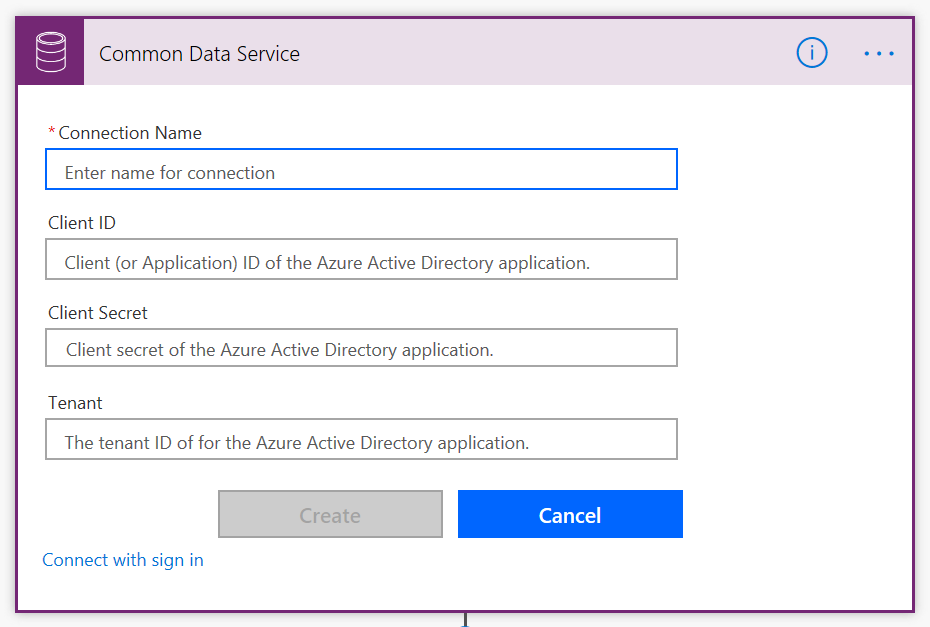 Common Data Service
* Connection Name
Enter name for connection
Client ID
Client (or Application) ID of the Azure Active Directory application.
Client Secret
Client secret of the Azure Active Directory application.
Tenant
The tenant ID of for the Azure Active Directory application.
Create
Cancel
Connect with sign in